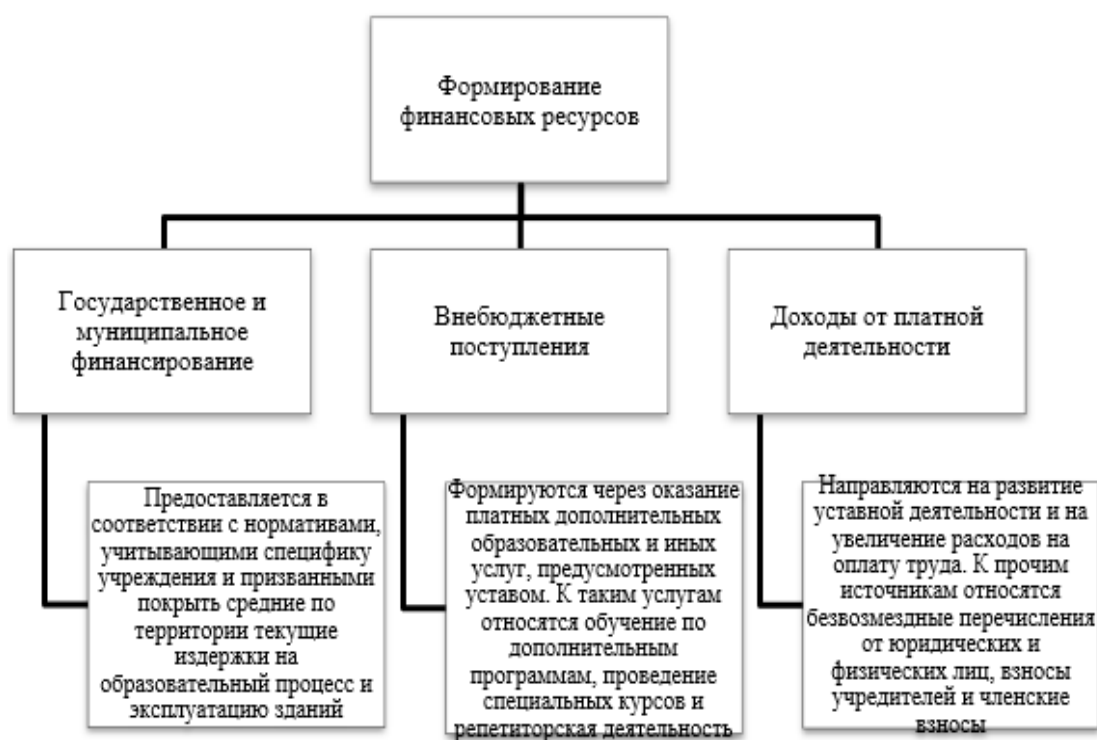 Формирование
финансовых ресурсов
Государственное и
муниципальное
финансирование
Предоставляется в
соответствии с нормативами,
учитывающими специфику
учреждения и призванными
покрыть средние по
территории текущие
издержки на
образовательный процесс и
эксплуатацию зданий
Внебюджетные
поступления
Формируются через оказание
платных дополнительных
образовательных и иных
услуг, предусмотренных
уставом. К таким услугам
относятся обучение по
дополнительным
программам, проведение
специальных курсов и
репетиторская деятельность
Доходы от платной
деятельности
Направляются на развитие
уставной деятельности и на
увеличение расходов на
оплату труда. К прочим
источникам относятся
безвозмездные перечисления
от юридических и
физических лиц, взносы
учредителей и членские
взносы